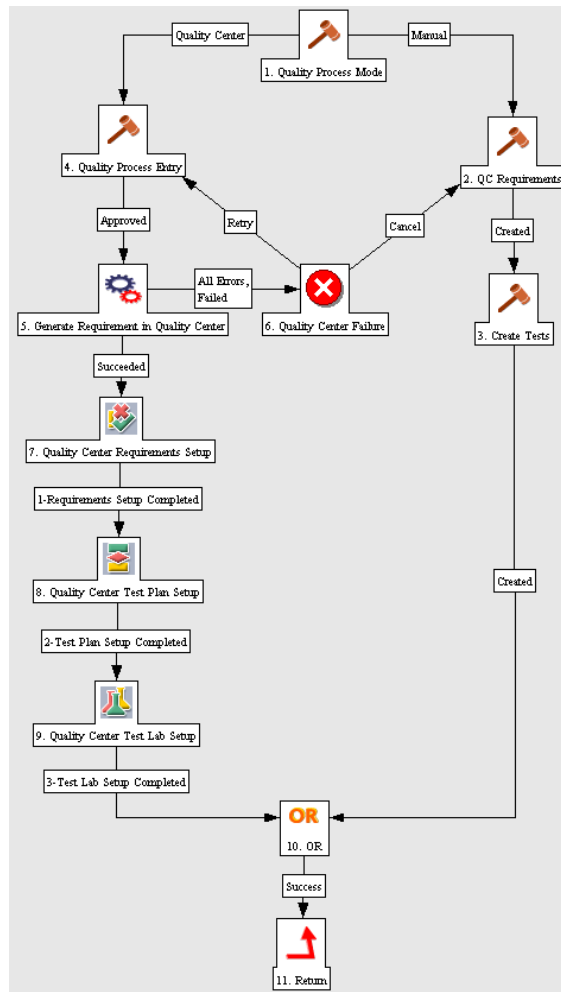 Quality Center
Manual
1. Quality Process Mode
4. Quality Process Entry
2. QC Requirements
Approved
Retry
Cancel
Created
All Errors,
Failed
5. Generate Requirement in Quality Center
6. Quality Center Failure
3. Create Tests
Succeeded
7. Quality Center Requirements Setup
1-Requirements Setup Completed
8. Quality Center Test Plan Setup
Created
2-Test Plan Setup Completed
9. Quality Center Test Lab Setup
3-Test Lab Setup Completed
OR
10. OR
Success
11. Return